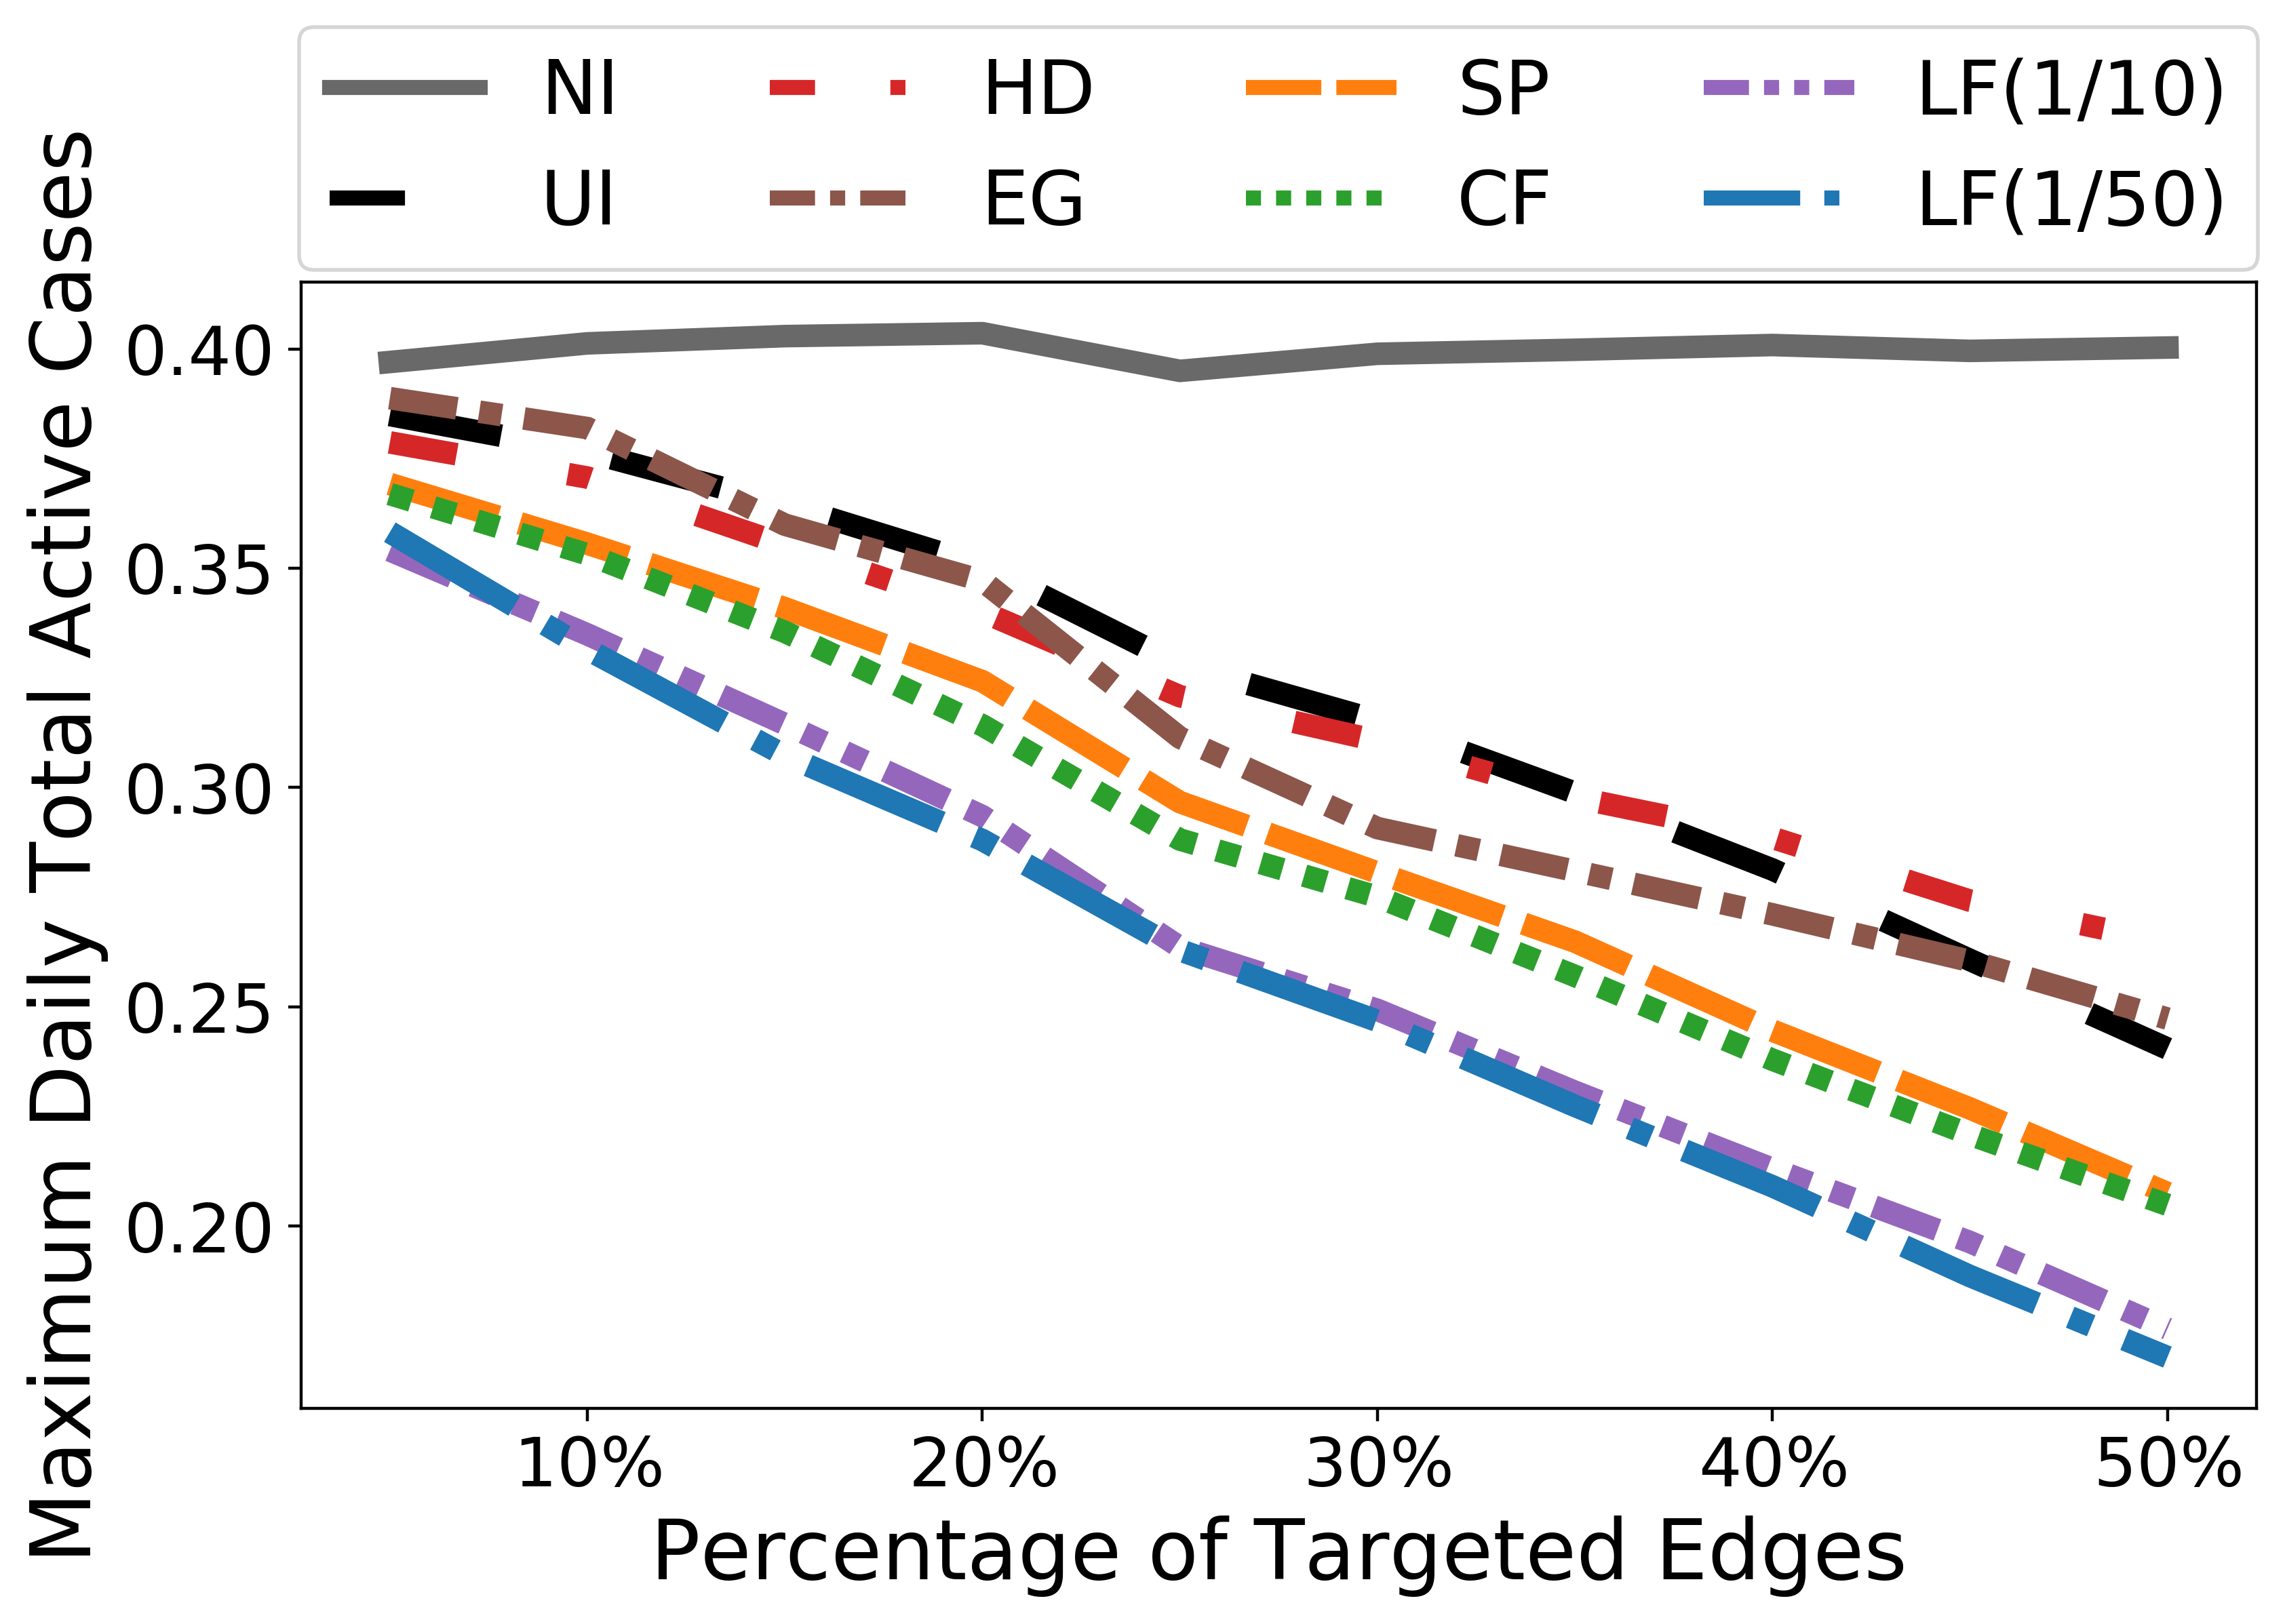 NI HD SP LF(1/10)
UI EG CF LF(1/50)
Maximum Daily Total Active Cases
0.40
0.35
0.30
0.25
0.20
10% 20% 30% 40% 50%
Percentage of Targeted Edges